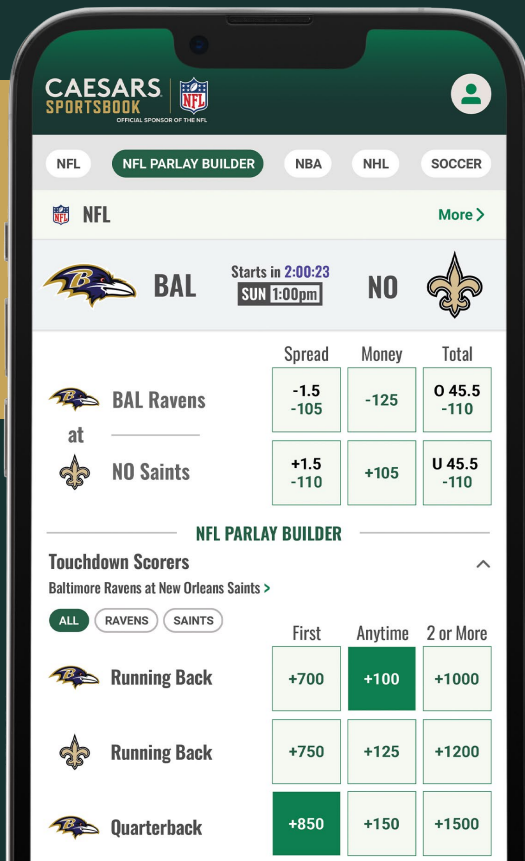 CAESARS
SPORTSBOOK
NFL
OFFICIAL SPONSOR OF THE NFL
NFL NFL PARLAY BUILDER NBA NHL SOCCER
NFL NFL More >
BAL Starts in 2:00:23 NO
SUN 1:00pm
Spread Money Total
BAL Ravens -1.5 -125 O 45.5
-105 -110
at
NO Saints +1.5 +105 U 45.5
-110 -110
NFL PARLAY BUILDER
Touchdown Scorers
Baltimore Ravens at New Orleans Saints >
ALL RAVENS SAINTS
First Anytime 2 or More
Running Back +700 +100 +1000
Running Back +750 +125 +1200
Quarterback +850 +150 +1500